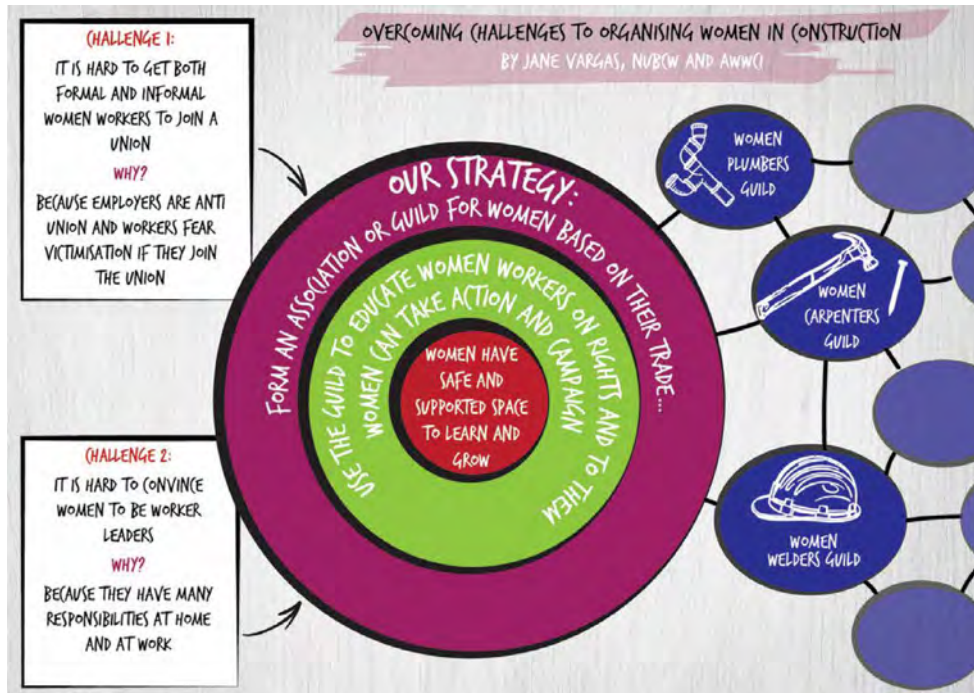 OVERCOMING CHALLENGES TO ORGANISING WOMEN IN CONSTRUCTION
BY JANE VARGAS, NUBCW AND AWWCI
CHALLENGE 1:
IT IS HARD TO GET BOTH
FORMAL AND INFORMAL
WOMEN WORKERS TO JOIN A
UNION
WHY?
BECAUSE EMPLOYERS ARE ANTI
UNION AND WORKERS FEAR
VICTIMISATION IF THEY JOIN
THE UNION
CHALLENGE 2:
IT IS HARD TO CONVINCE
WOMEN TO BE WORKER
LEADERS
WHY?
BECAUSE THEY HAVE MANY
RESPONSIBILITIES AT HOME
AND AT WORK
OUR STRATEGY:
FORM AN ASSOCIATION OR GUILD FOR WOMEN BASED ON THEIR TRADE...
USE THE GUILD TO EDUCATE WOMEN WORKERS ON RIGHTS AND TO THEM
WOMEN CAN TAKE ACTION AND CAMPAIGN
WOMEN HAVE
SAFE AND
SUPPORTED SPACE
TO LEARN AND
GROW
WOMEN
PLUMBERS
GUILD
WOMEN
CARPENTERS
GUILD
WOMEN
WELDERS GUILD